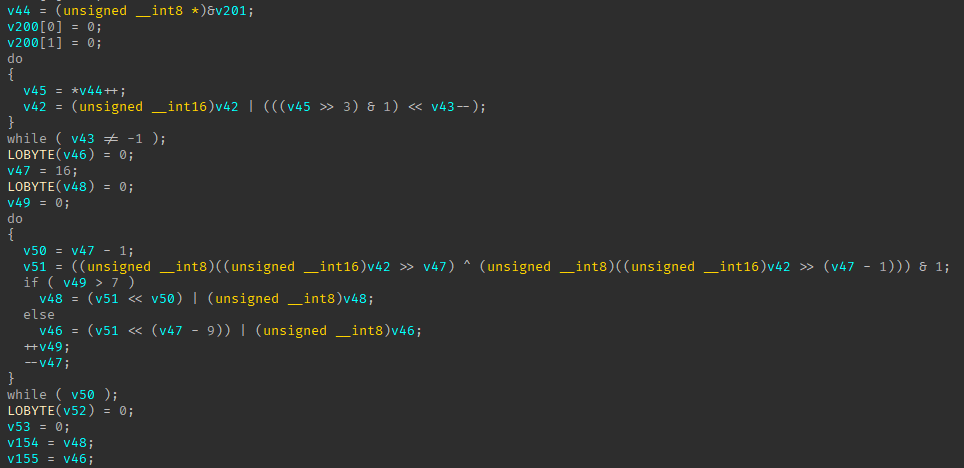 v44 = (unsigned __int8 *)&v201;
v200[0] = 0;
v200[1] = 0;
do
{
v45 = *v44++;
v42 = (unsigned __int16)v42 | (((v45 >> 3) & 1) << v43--);
}
while ( v43 != -1 );
LOBYTE(v46) = 0;
v47 = 16;
LOBYTE(v48) = 0;
v49 = 0;
do
{
v50 = v47 - 1;
v51 = ((unsigned __int8)((unsigned __int16)v42 >> v47) ^ (unsigned __int8)((unsigned __int16)v42 >> (v47 - 1))) & 1;
if ( v49 > 7 )
v48 = (v51 << v50) | (unsigned __int8)v48;
else
v46 = (v51 << (v47 - 9)) | (unsigned __int8)v46;
++v49;
--v47;
}
while ( v50 );
LOBYTE(v52) = 0;
v53 = 0;
v154 = v48;
v155 = v46;